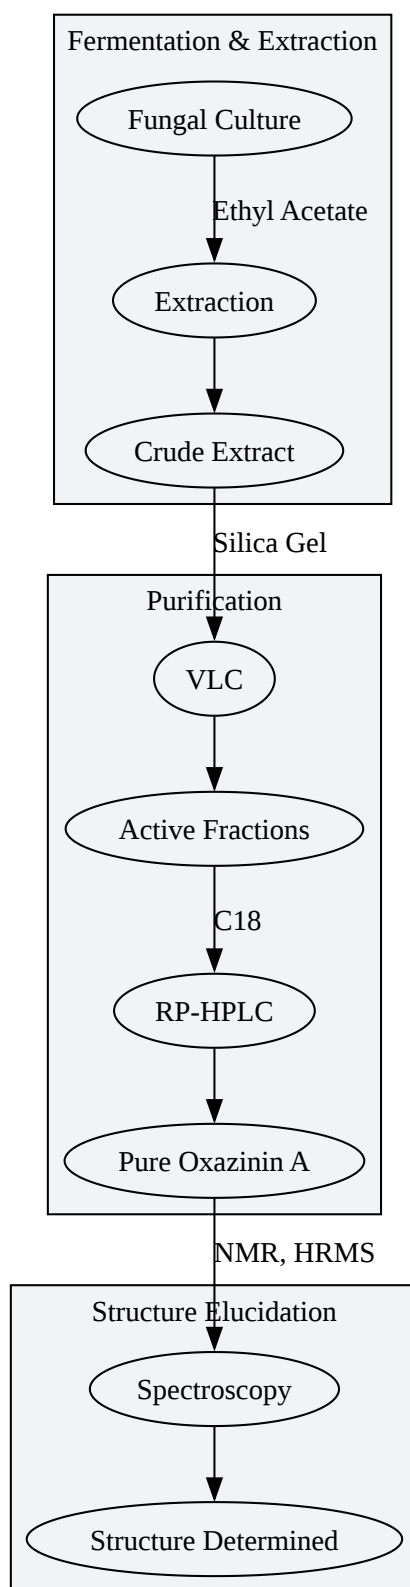 Fermentation & Extraction
Fungal Culture
Ethyl Acetate
Extraction
Crude Extract
Silica Gel
Purification
VLC
Active Fractions
C18
RP-HPLC
Pure Oxazinin A
NMR, HRMS
Structure Elucidation
Spectroscopy
Structure Determined